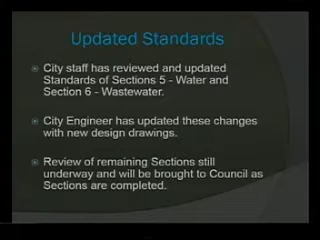 Updated Standards
City staff has reviewed and updated
Standards of Sections 5 - Water and
Section 6 - Wastewater.
City Engineer has updated these changes
with new design drawings.
Review of remaining Sections still
underway and will be brought to Council as
Sections are completed.